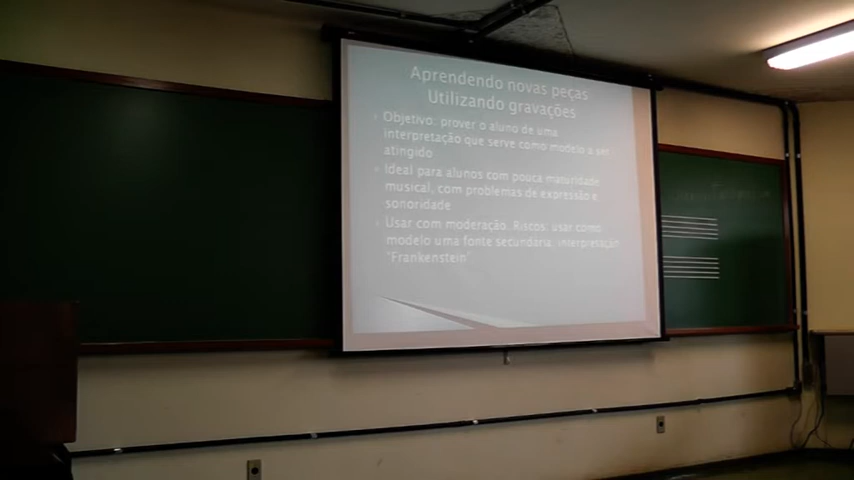 Aprendendo novas peças
Utilizando gravações
Objetivo: prover o aluno de uma
interpretação que serve como modelo a ser
atingido
Ideal para alunos com pouca maturidade
musical, com problemas de expressão e
sonoridade
Usar com moderação. Riscos: usar como
modelo uma fonte secundária; interpretação
"Frankenstein"